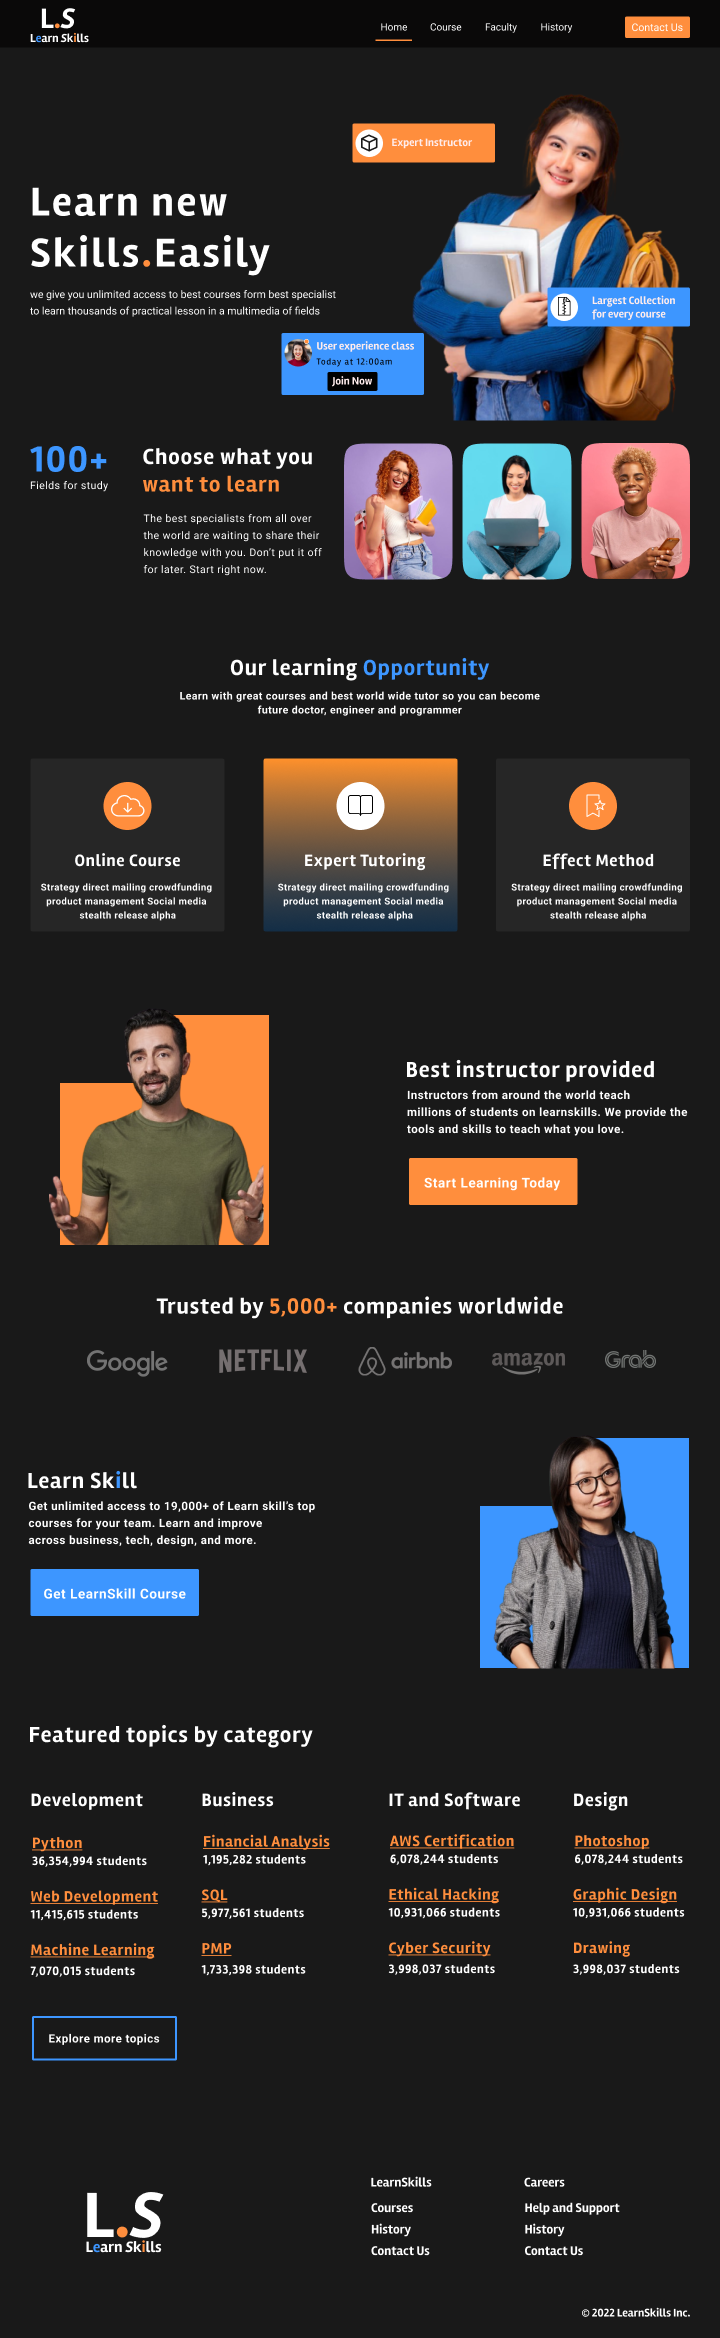 L.S
Learn Skills
Home
Course
Faculty
History
Contact Us
Expert Instructor
Learn new
Skills.Easily
we give you unlimited access to best courses form best specialist
to learn thousands of practical lesson in a multimedia of fields
Largest Collection
for every course
User experience class
Today at 12:00am
Join Now
100+
Fields for study
Choose what you
want to learn
The best specialists from all over
the world are waiting to share their
knowledge with you. Don't put it off
for later. Start right now.
Our learning Opportunity
Learn with great courses and best world wide tutor so you can become
future doctor, engineer and programmer
Online Course
Strategy direct mailing crowdfunding
product management Social media
stealth release alpha
Expert Tutoring
Strategy direct mailing crowdfunding
product management Social media
stealth release alpha
Effect Method
Strategy direct mailing crowdfunding
product management Social media
stealth release alpha
Best instructor provided
Instructors from around the world teach
millions of students on learnskills. We provide the
tools and skills to teach what you love.
Start Learning Today
Trusted by 5,000+ companies worldwide
Google
NETFLIX
airbnb
amazon
Grab
Learn Skill
Get unlimited access to 19,000+ of Learn skill's top
courses for your team. Learn and improve
across business, tech, design, and more.
Get LearnSkill Course
Featured topics by category
Development
Python
36,354,994 students
Web Development
11,415,615 students
Machine Learning
7,070,015 students
Business
Financial Analysis
1,195,282 students
SQL
5,977,561 students
PMP
1,733,398 students
IT and Software
AWS Certification
6,078,244 students
Ethical Hacking
10,931,066 students
Cyber Security
3,998,037 students
Design
Photoshop
6,078,244 students
Graphic Design
10,931,066 students
Drawing
3,998,037 students
Explore more topics
L.S
Learn Skills
LearnSkills
Courses
History
Contact Us
Careers
Help and Support
History
Contact Us
© 2022 LearnSkills Inc.